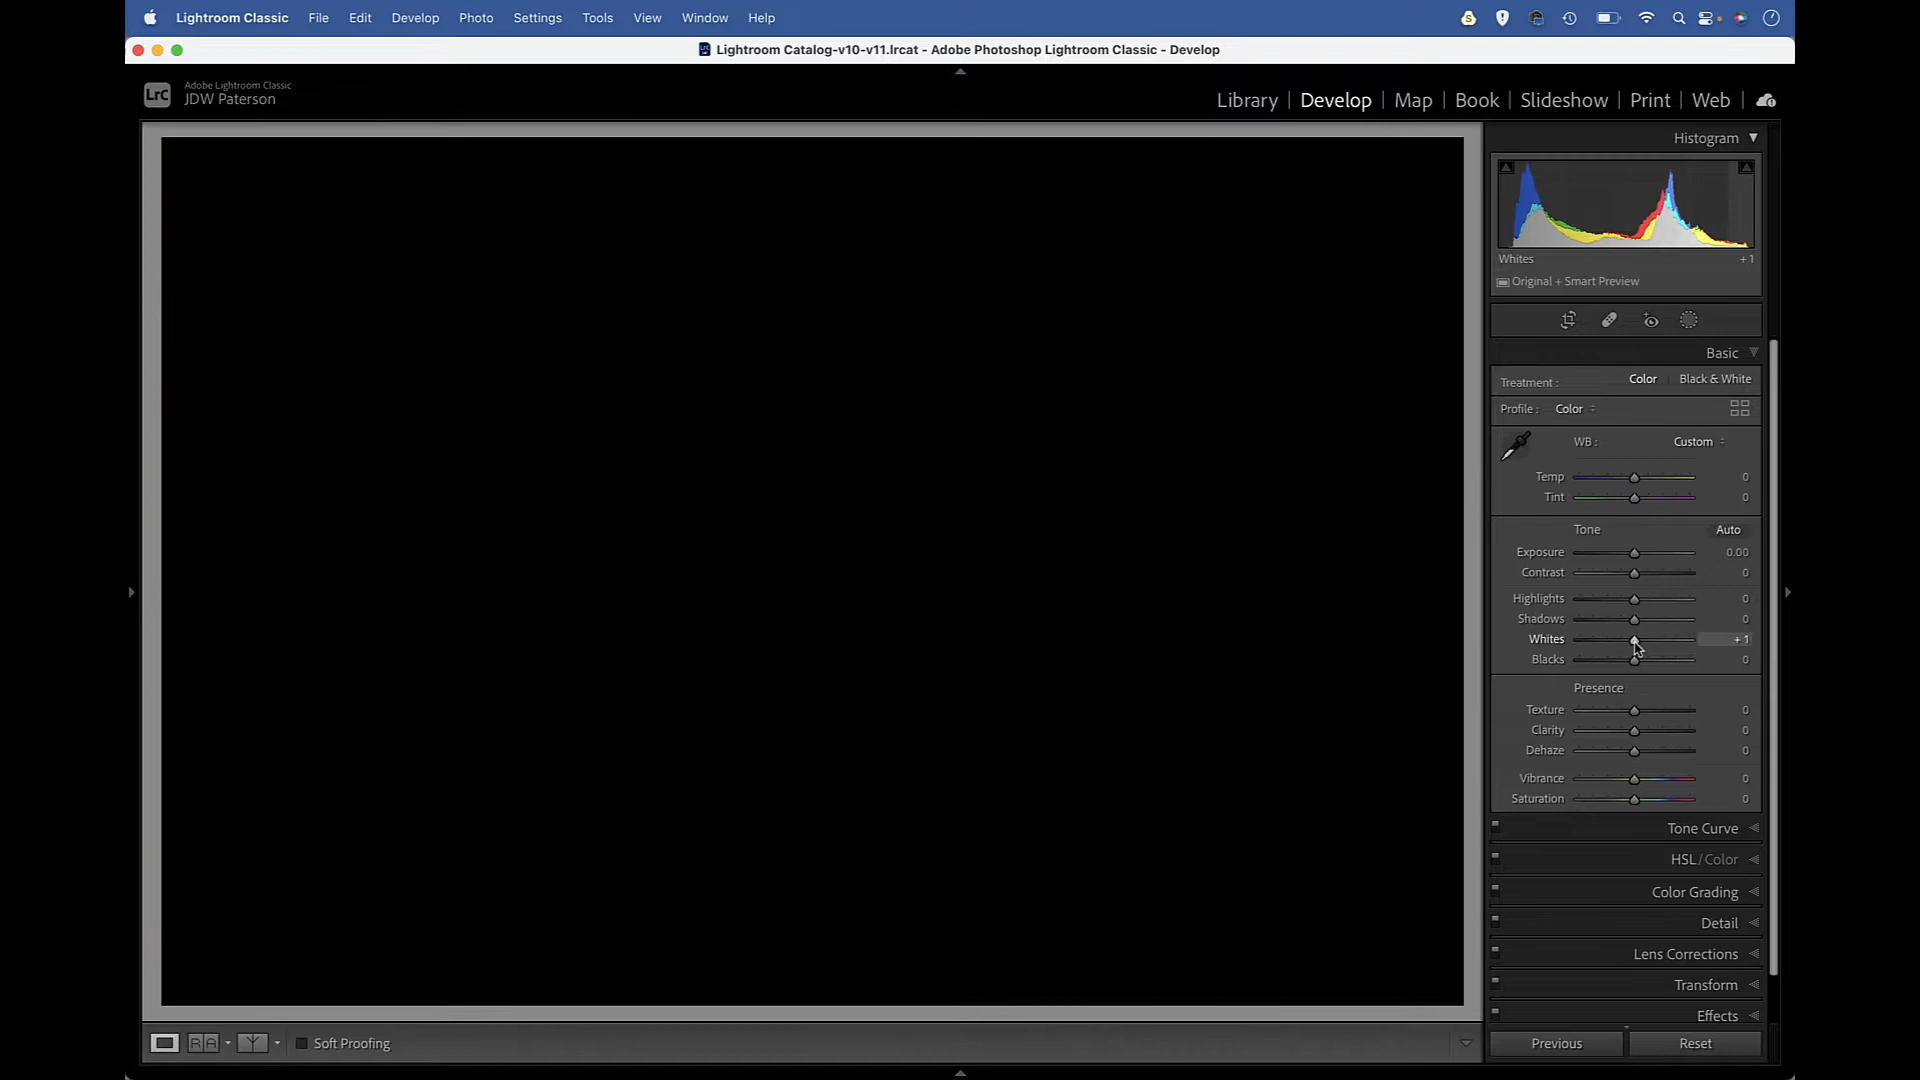 Lightroom Classic File Edit Develop Photo Settings Tools View Window Help
Lightroom Catalog-v10-v11.lrcat - Adobe Photoshop Lightroom Classic - Develop
LrC
Adobe Lightroom Classic
JDW Paterson
Library | Develop | Map | Book | Slideshow | Print | Web
Histogram
Whites +1
Original + Smart Preview
Basic
Treatment : Color | Black & White
Profile : Color
WB : Custom
Temp 0
Tint 0
Tone Auto
Exposure 0.00
Contrast 0
Highlights 0
Shadows 0
Whites + 1
Blacks 0
Presence
Texture 0
Clarity 0
Dehaze 0
Vibrance 0
Saturation 0
Tone Curve
HSL / Color
Color Grading
Detail
Lens Corrections
Transform
Effects
R A Y Soft Proofing
Previous Reset